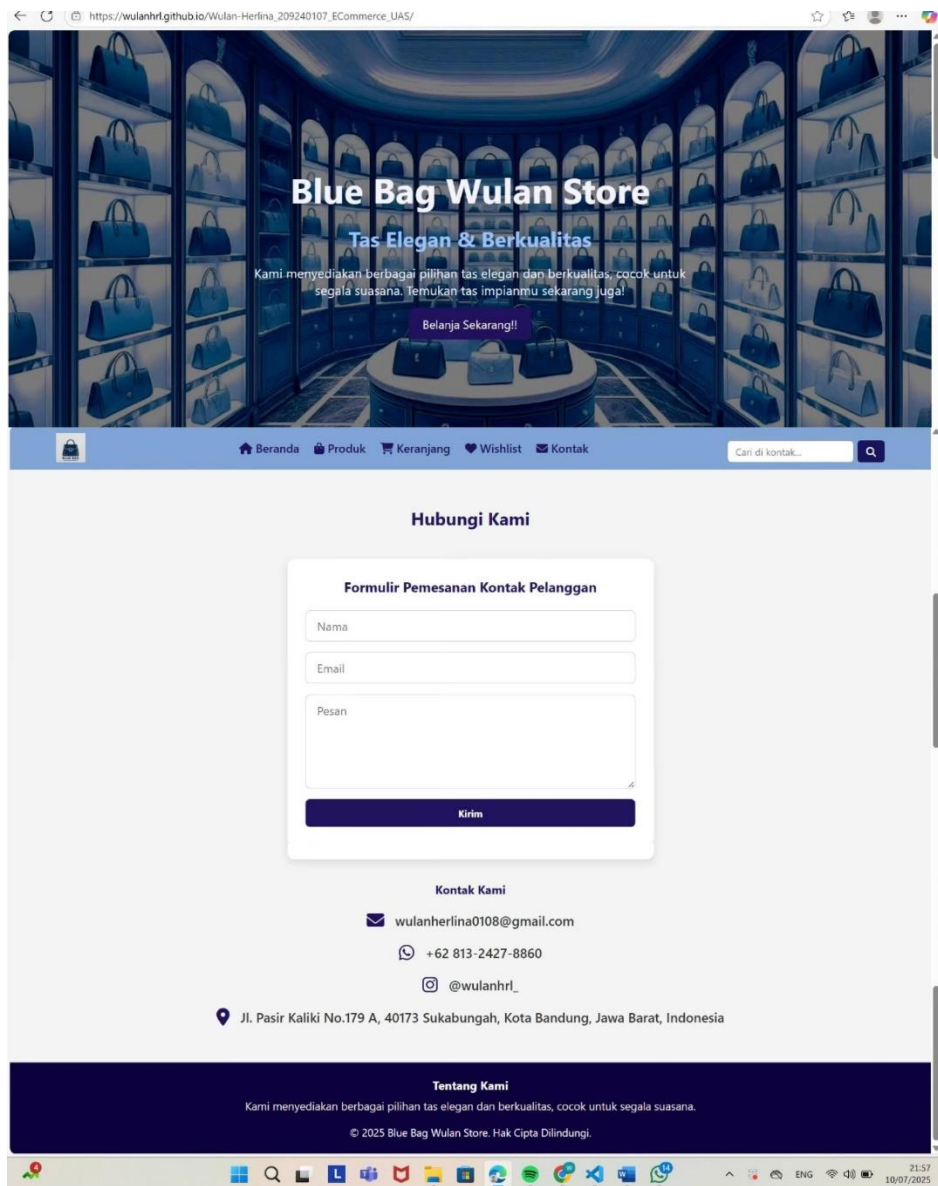 https://wulanhrl.github.io/Wulan-Herlina_209240107_ECommerce_UAS/
Blue Bag Wulan Store
Tas Elegan & Berkualitas
Kami menyediakan berbagai pilihan tas elegan dan berkualitas, cocok untuk
segala suasana. Temukan tas impianmu sekarang juga!
Belanja Sekarang!!
Beranda Produk Keranjang Wishlist Kontak Cari di kontak...
Hubungi Kami
Formulir Pemesanan Kontak Pelanggan
Nama
Email
Pesan
Kirim
Kontak Kami
wulanherlina0108@gmail.com
+62 813-2427-8860
@wulanhrl_
Jl. Pasir Kaliki No.179 A, 40173 Sukabungah, Kota Bandung, Jawa Barat, Indonesia
Tentang Kami
Kami menyediakan berbagai pilihan tas elegan dan berkualitas, cocok untuk segala suasana.
© 2025 Blue Bag Wulan Store. Hak Cipta Dilindungi.
ENG 21:57
10/07/2025